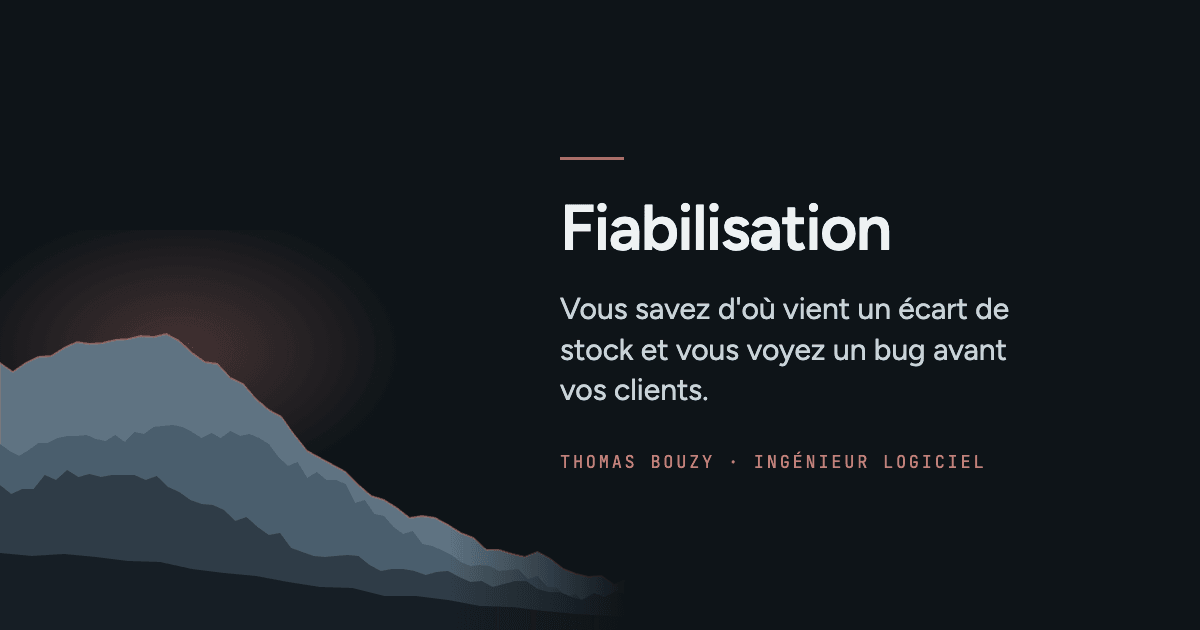 Fiabilisation
Vous savez d'où vient un écart de
stock et vous voyez un bug avant
vos clients.
THOMAS BOUZY · INGÉNIEUR LOGICIEL